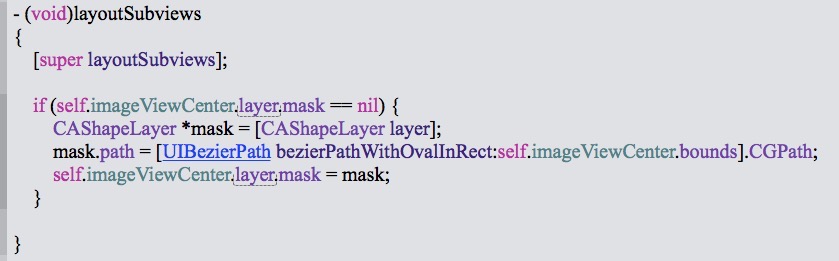 - (void)layoutSubviews
{
[super layoutSubviews];
if (self.imageViewCenter.layer.mask == nil) {
CAShapeLayer *mask = [CAShapeLayer layer];
mask.path = [UIBezierPath bezierPathWithOvalInRect:self.imageViewCenter.bounds].CGPath;
self.imageViewCenter.layer.mask = mask;
}
}